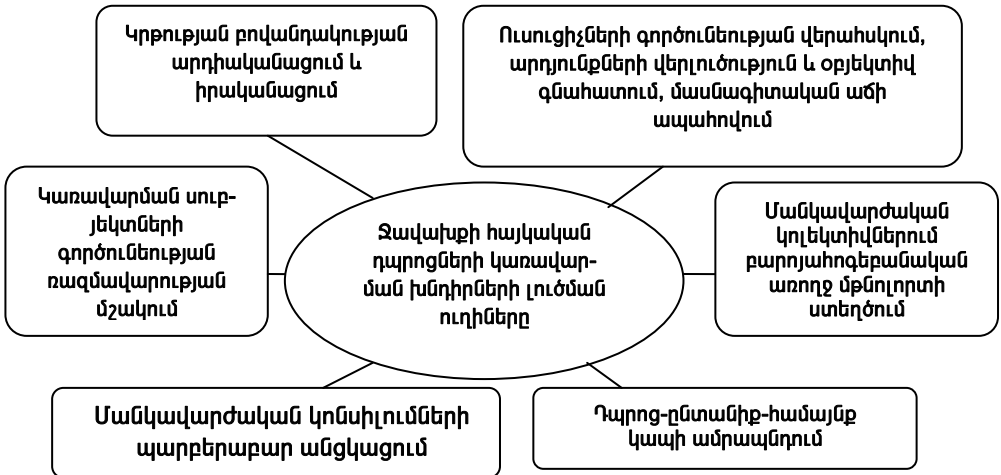 Կրթության բովանդակության
արդիականացում և
իրականացում
Ուսուցիչների գործունեության վերահսկում,
արդյունքների վերլուծություն և օբյեկտիվ
գնահատում, մասնագիտական աճի
ապահովում
Կառավարման սուբ-
յեկտների
գործունեության
ռազմավարության
մշակում
Ջավախքի հայկական
դպրոցների կառավար-
ման խնդիրների լուծման
ուղիները
Մանկավարժական
կոլեկտիվներում
բարոյահոգեբանական
առողջ մթնոլորտի
ստեղծում
Մանկավարժական կոնսիլումների
պարբերաբար անցկացում
Դպրոց-ընտանիք-համայնք
կապի ամրապնդում